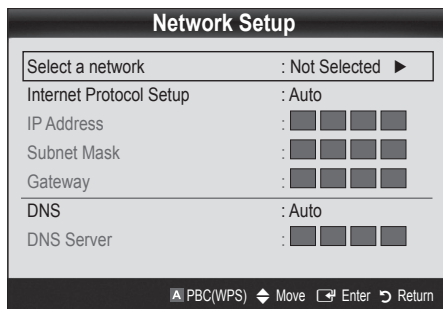 Network Setup
Select a network : Not Selected ►
Internet Protocol Setup : Auto
IP Address :
Subnet Mask :
Gateway :
DNS : Auto
DNS Server :
A PBC(WPS) Move Enter Return